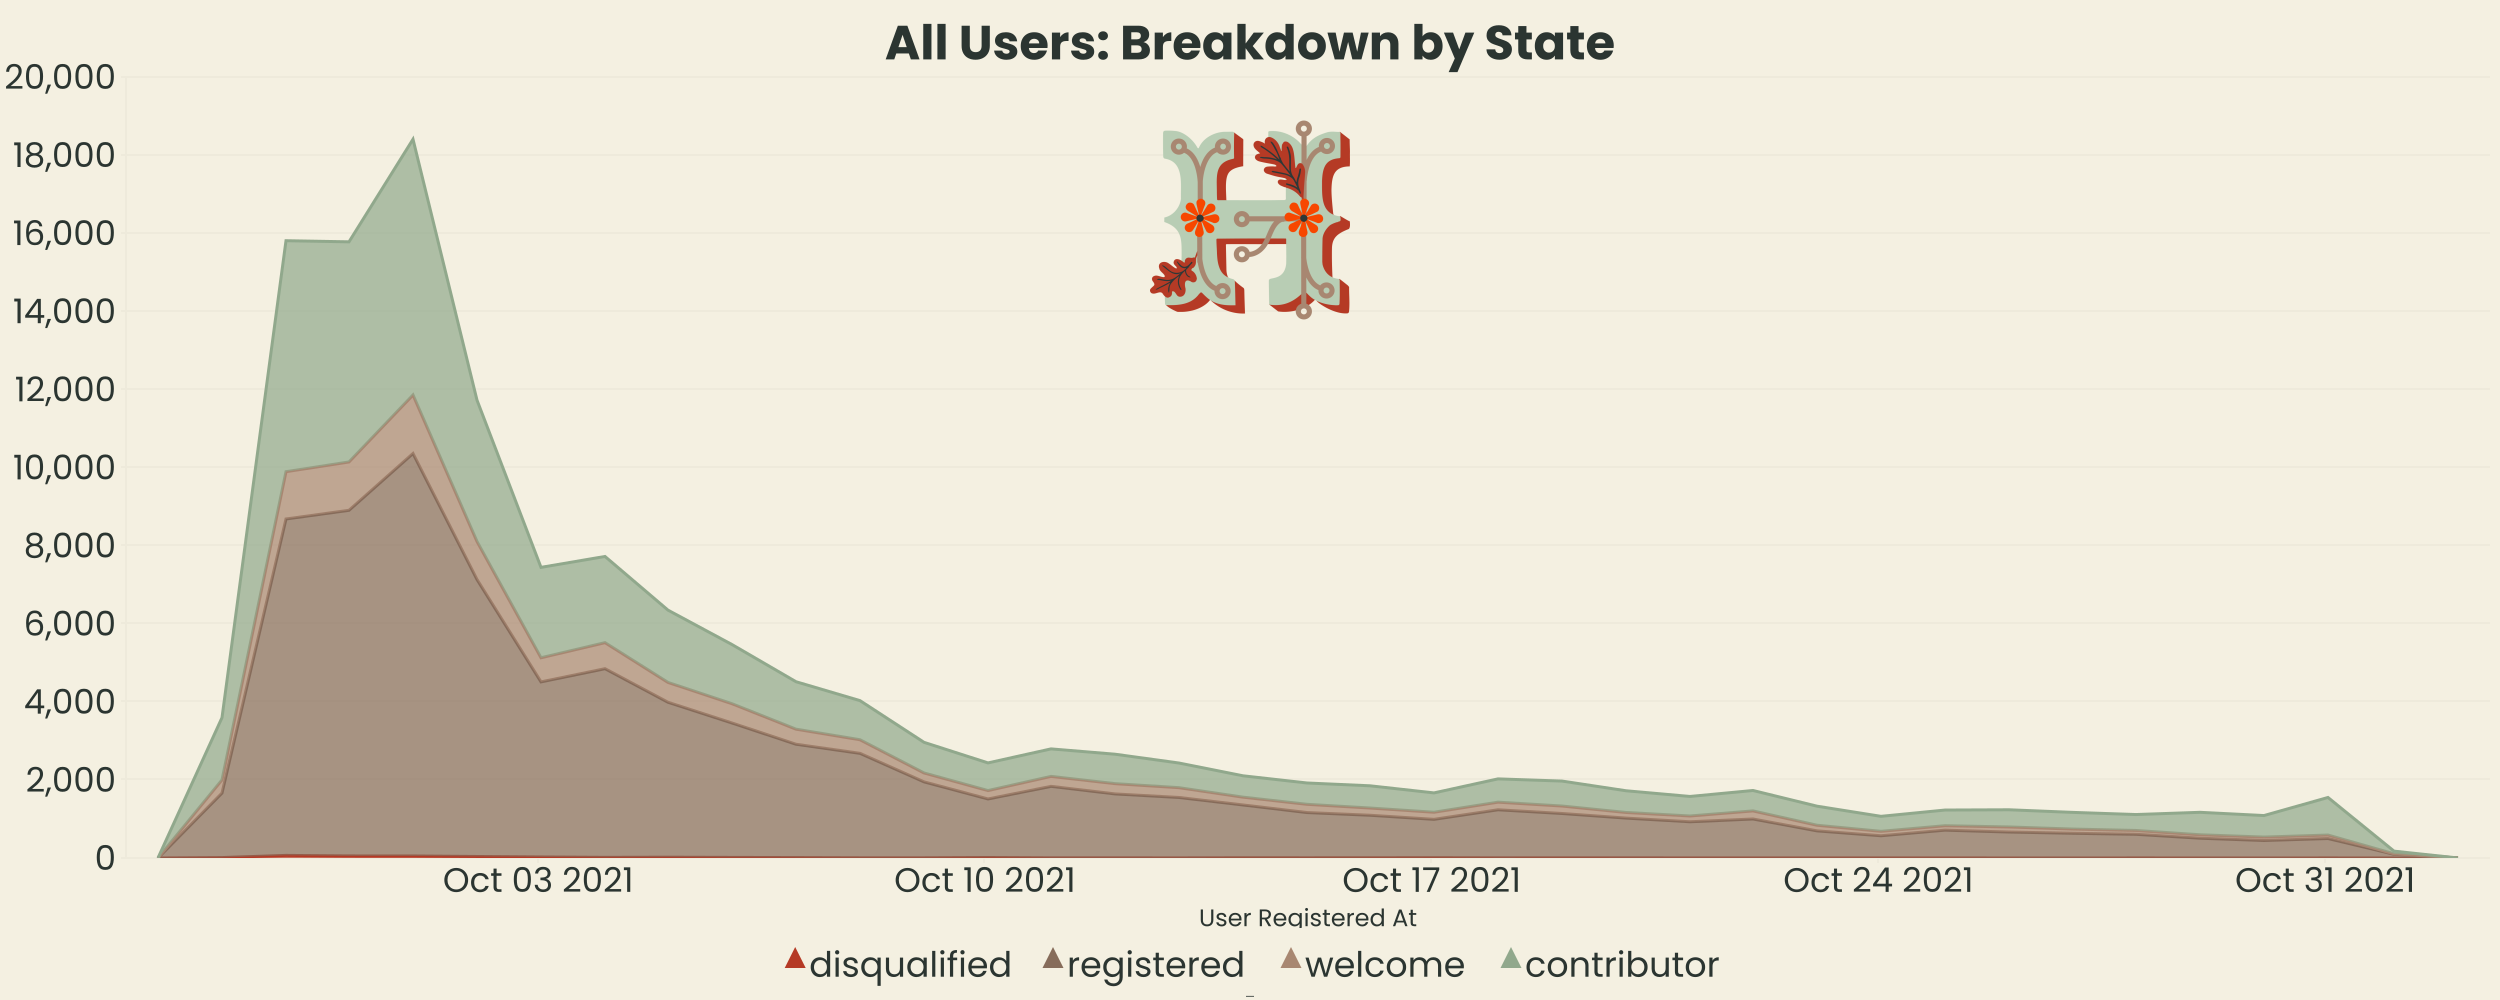 All Users: Breakdown by State
20,000
18,000
16,000
14,000
12,000
10,000
8,000
6,000
4,000
2,000
0
Oct 03 2021 Oct 10 2021 Oct 17 2021 Oct 24 2021 Oct 31 2021
User Registered At
disqualified registered welcome contributor
H